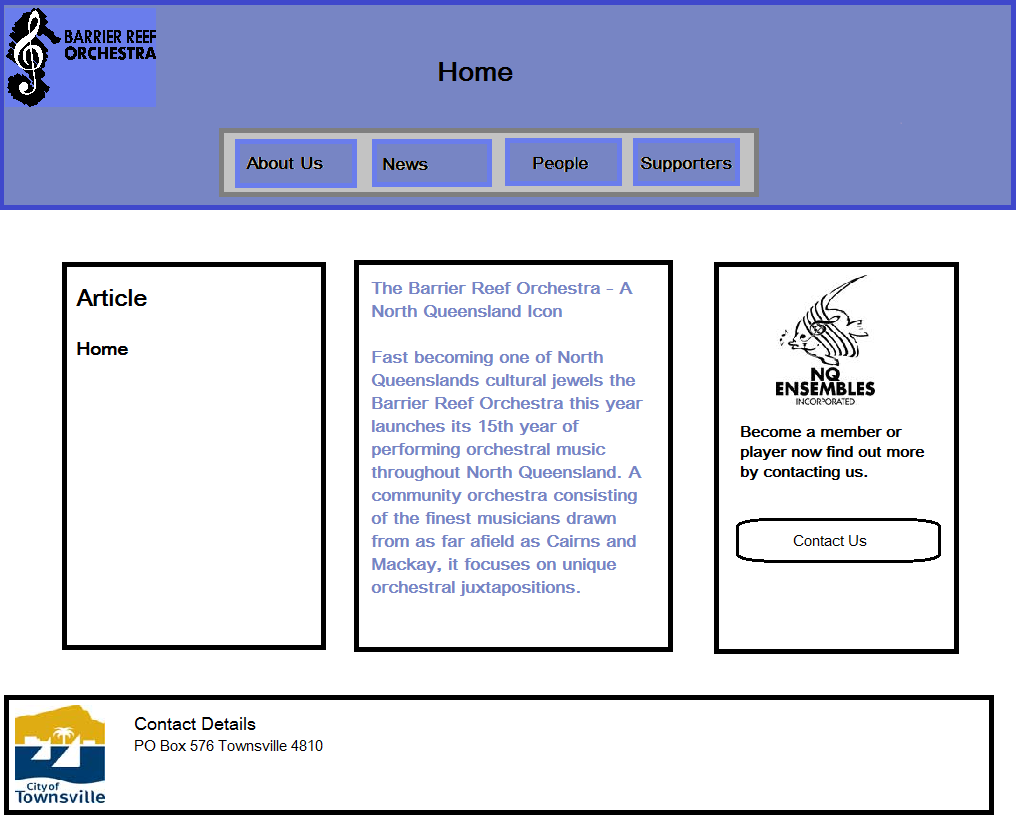 BARRIER REEF
ORCHESTRA
Home
About Us
News
People
Supporters
Article
Home
The Barrier Reef Orchestra - A
North Queensland Icon
Fast becoming one of North
Queenslands cultural jewels the
Barrier Reef Orchestra this year
launches its 15th year of
performing orchestral music
throughout North Queensland. A
community orchestra consisting
of the finest musicians drawn
from as far afield as Cairns and
Mackay, it focuses on unique
orchestral juxtapositions.
NQ
ENSEMBLES
INCORPORATED
Become a member or
player now find out more
by contacting us.
Contact Us
City of
Townsville
Contact Details
PO Box 576 Townsville 4810